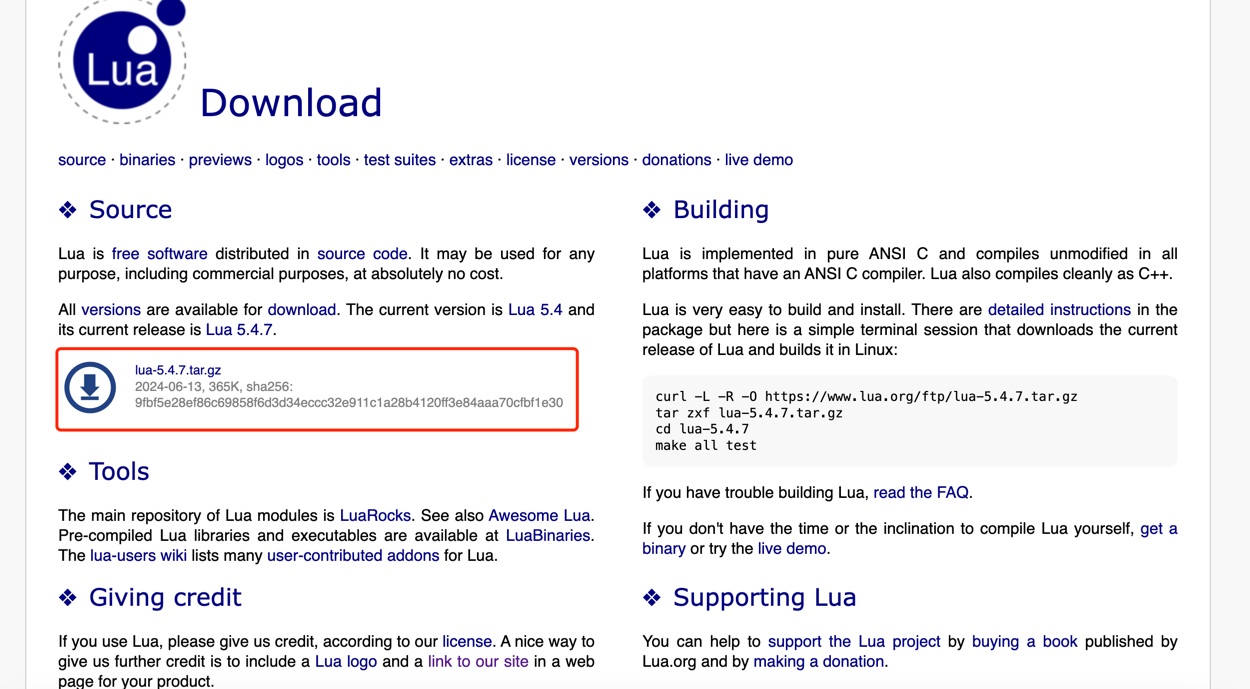 Lua
Download
source · binaries · previews · logos · tools · test suites · extras · license · versions · donations · live demo
❖ Source
Lua is free software distributed in source code. It may be used for any
purpose, including commercial purposes, at absolutely no cost.
All versions are available for download. The current version is Lua 5.4 and
its current release is Lua 5.4.7.
lua-5.4.7.tar.gz
2024-06-13, 365K, sha256:
9fbf5e28ef86c69858f6d3d34eccc32e911c1a28b4120ff3e84aaa70cfbf1e30
❖ Tools
The main repository of Lua modules is LuaRocks. See also Awesome Lua.
Pre-compiled Lua libraries and executables are available at LuaBinaries.
The lua-users wiki lists many user-contributed addons for Lua.
❖ Giving credit
If you use Lua, please give us credit, according to our license. A nice way to
give us further credit is to include a Lua logo and a link to our site in a web
page for your product.
❖ Building
Lua is implemented in pure ANSI C and compiles unmodified in all
platforms that have an ANSI C compiler. Lua also compiles cleanly as C++.
Lua is very easy to build and install. There are detailed instructions in the
package but here is a simple terminal session that downloads the current
release of Lua and builds it in Linux:
curl -L -R -O https://www.lua.org/ftp/lua-5.4.7.tar.gz
tar zxf lua-5.4.7.tar.gz
cd lua-5.4.7
make all test
If you have trouble building Lua, read the FAQ.
If you don't have the time or the inclination to compile Lua yourself, get a
binary or try the live demo.
❖ Supporting Lua
You can help to support the Lua project by buying a book published by
Lua.org and by making a donation.